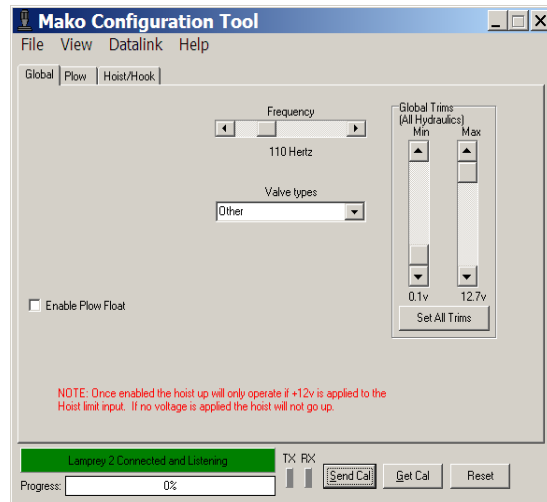 Mako Configuration Tool
File View Datalink Help
Global Plow Hoist/Hook
Frequency
110 Hertz
Valve types
Other
Global Trims
(All Hydraulics)
Min Max
0.1v 12.7v
Set All Trims
Enable Plow Float
NOTE: Once enabled the hoist up will only operate if +12v is applied to the
Hoist limit input. If no voltage is applied the hoist will not go up.
Lamprey 2 Connected and Listening
TX RX
Progress: 0%
Send Cal Get Cal Reset